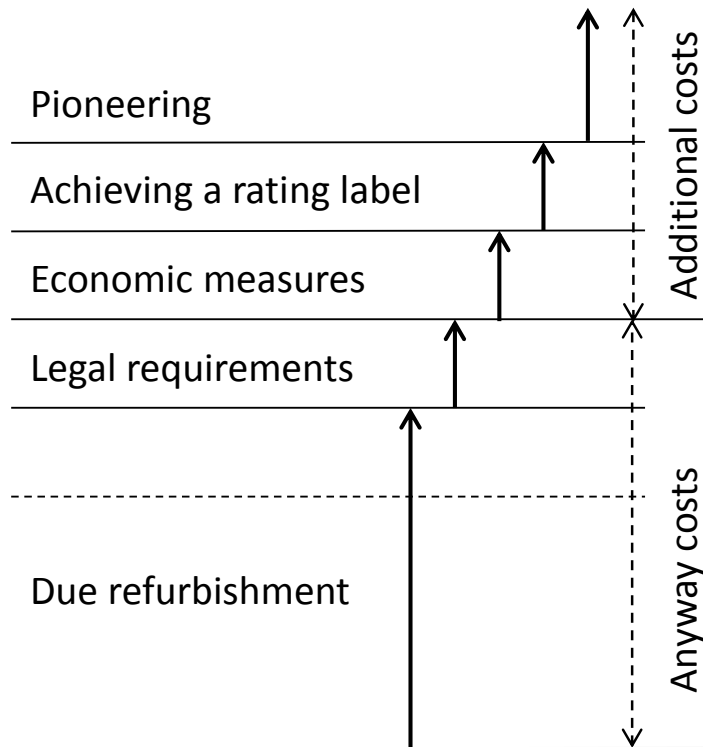 Pioneering
Achieving a rating label
Economic measures
Legal requirements
Due refurbishment
Additional costs
Anyway costs